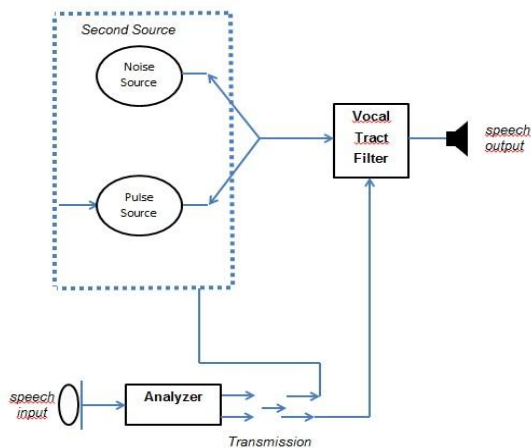 Second Source
Noise
Source
Pulse
Source
Vocal
Tract
Filter
speech
output
speech
input
Analyzer
Transmission